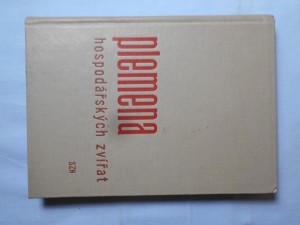 plemena
hospodářských zvířat
SZN